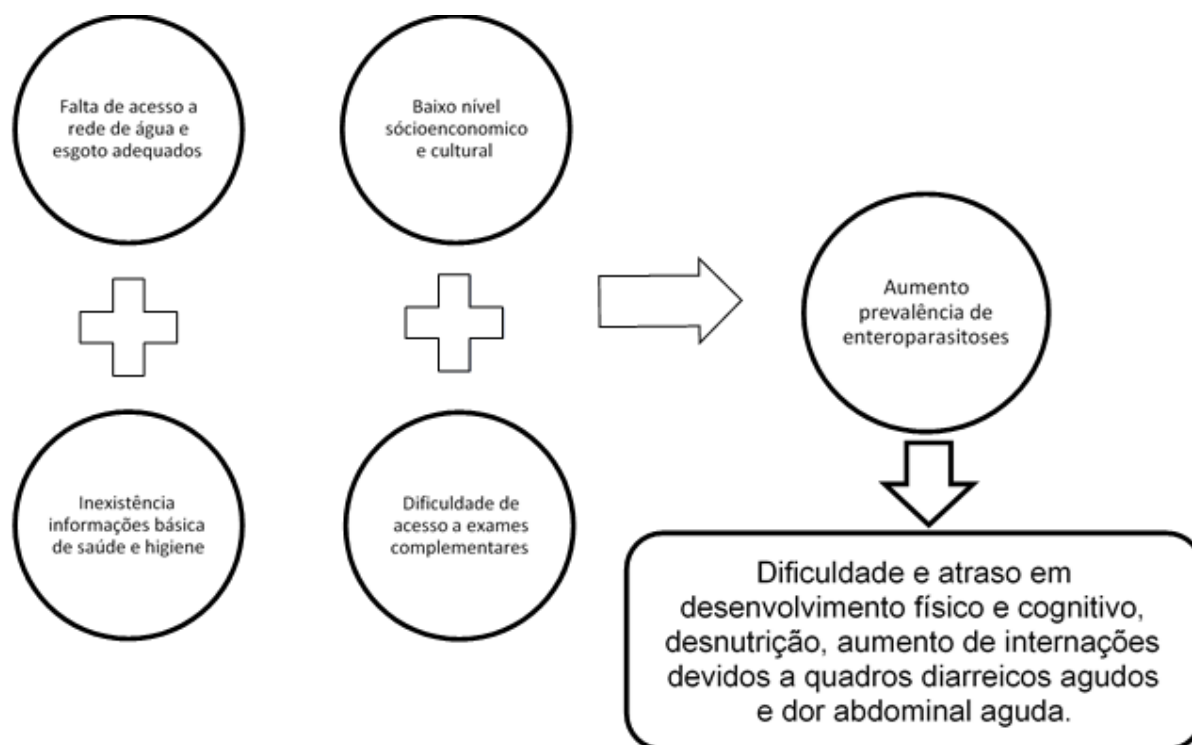 Falta de acesso a
rede de água e
esgoto adequados
Baixo nível
sócioeconomico
e cultural
Inexistência
informações básica
de saúde e higiene
Dificuldade de
acesso a exames
complementares
Aumento
prevalência de
enteroparasitoses
Dificuldade e atraso em
desenvolvimento físico e cognitivo,
desnutrição, aumento de internações
devidos a quadros diarreicos agudos
e dor abdominal aguda.